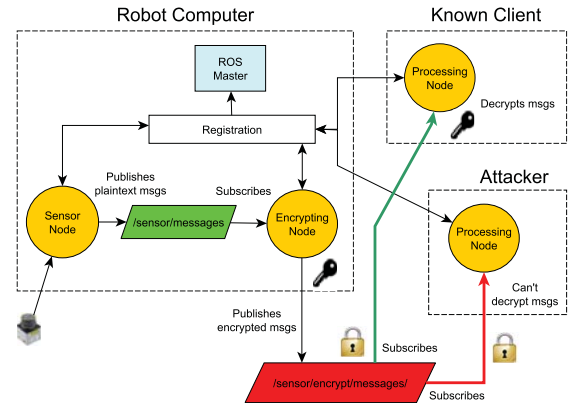 Robot Computer
Known Client
ROS
Master
Processing
Node
Decrypts msgs
Registration
Publishes
plaintext msgs
Subscribes
Attacker
Sensor
Node
/sensor/messages
Encrypting
Node
Processing
Node
Can't
decrypt msgs
Publishes
encrypted msgs
Subscribes
/sensor/encrypt/messages/
Subscribes